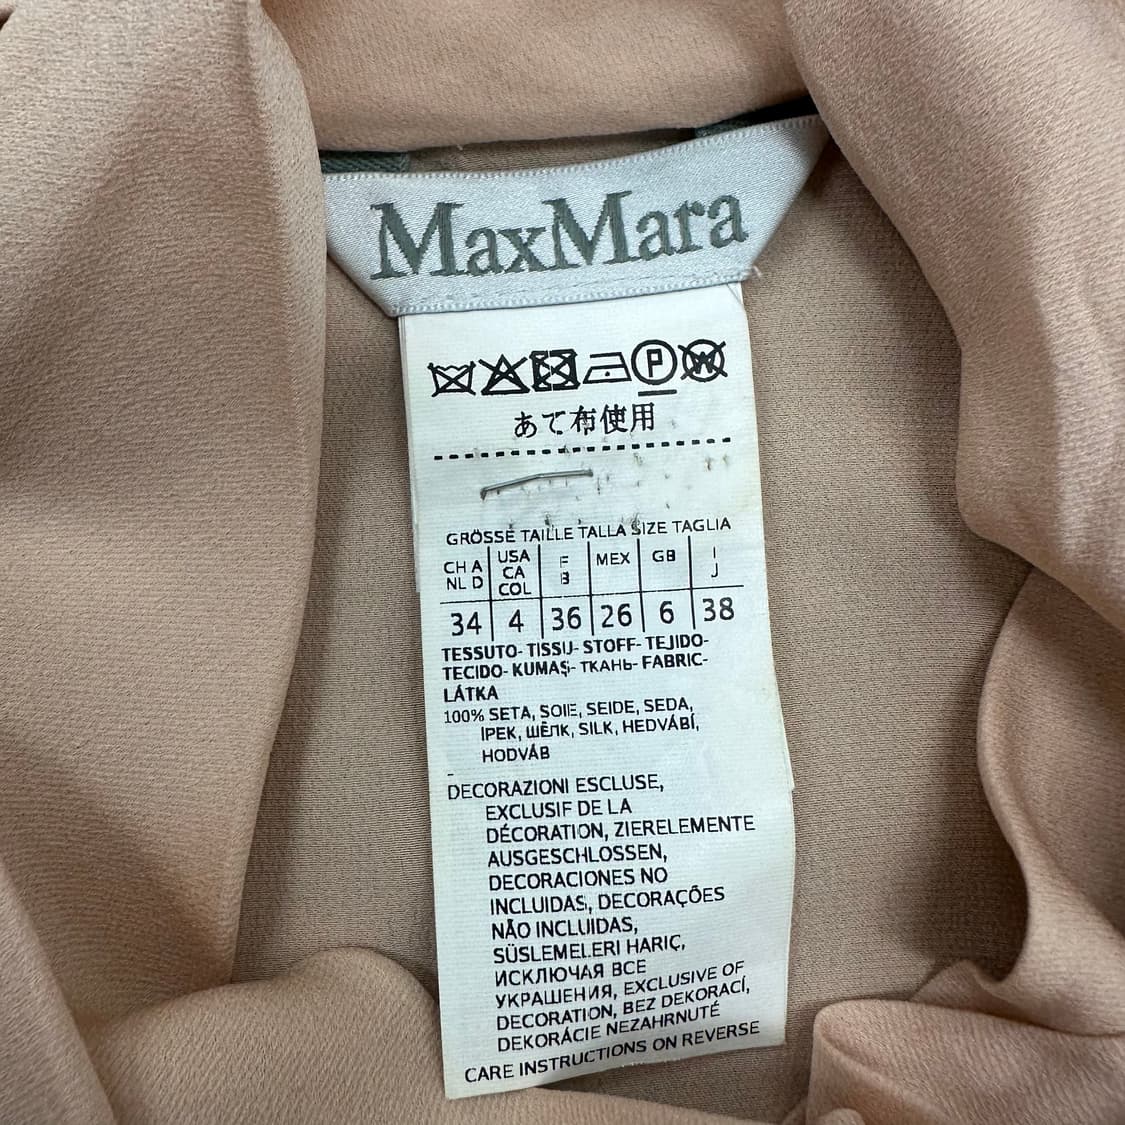 MaxMara
P W
あて布使用
GRÖSSE TAILLE TALLA SIZE TAGLIA
CH A NL D USA CA COL F B MEX GB I J
34 4 36 26 6 38
TESSUTO- TISSU- STOFF- TEJIDO-
TECIDO- KUMAŞ- ТКАНЬ- FABRIC-
LÁTKA
100% SETA, SOIE, SEIDE, SEDA,
IPEK, ШЁЛК, SILK, HEDVÁBÍ,
HODVÁB
-
DECORAZIONI ESCLUSE,
EXCLUSIF DE LA
DÉCORATION, ZIERELEMENTE
AUSGESCHLOSSEN,
DECORACIONES NO
INCLUIDAS, DECORAÇÕES
NÃO INCLUIDAS,
SÜSLEMELERI HARIÇ,
ИСКЛЮЧАЯ ВСЕ
УКРАШЕНИЯ, EXCLUSIVE OF
DECORATION, BEZ DEKORACÍ,
DEKORÁCIE NEZAHRNUTÉ
CARE INSTRUCTIONS ON REVERSE